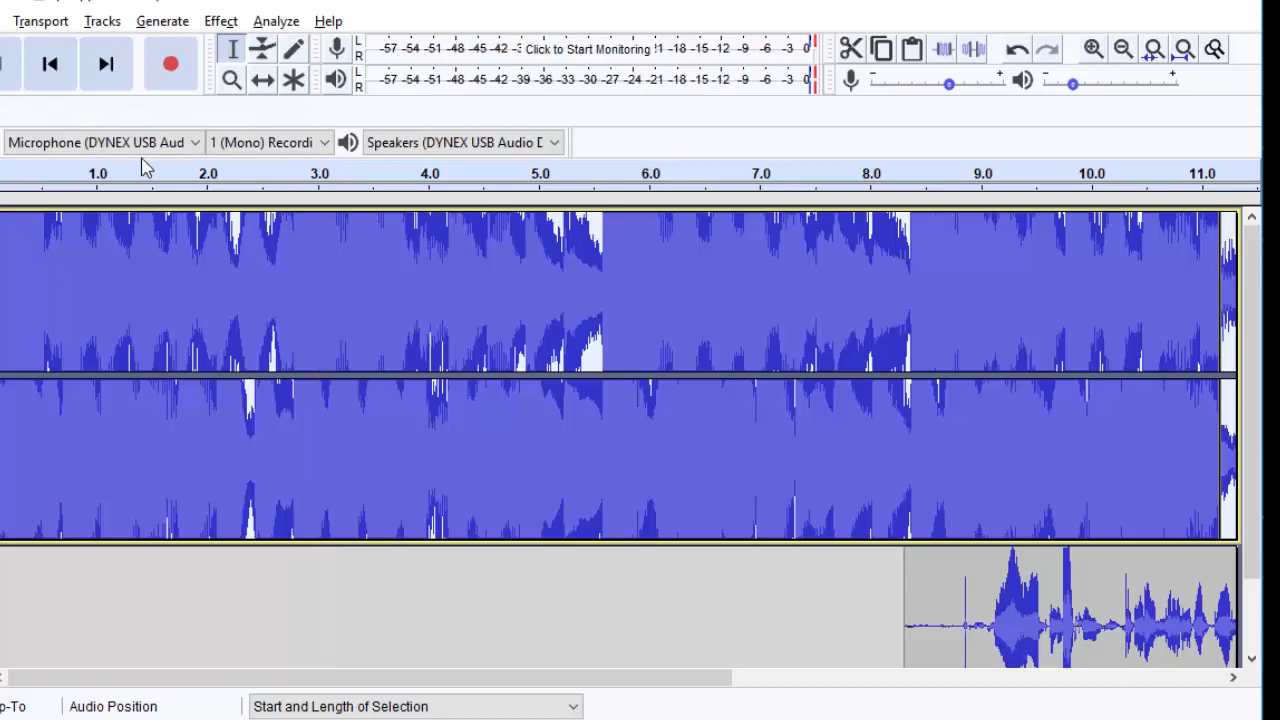 Transport Tracks Generate Effect Analyze Help
L -57 -54 -51 -48 -45 -42 Click to Start Monitoring -18 -15 -12 -9 -6 -3 0
R
L -57 -54 -51 -48 -45 -42 -39 -36 -33 -30 -27 -24 -21 -18 -15 -12 -9 -6 -3 0
R
- + - +
Microphone (DYNEX USB Aud 1 (Mono) Recordi Speakers (DYNEX USB Audio D
1.0 2.0 3.0 4.0 5.0 6.0 7.0 8.0 9.0 10.0 11.0
p-To Audio Position Start and Length of Selection